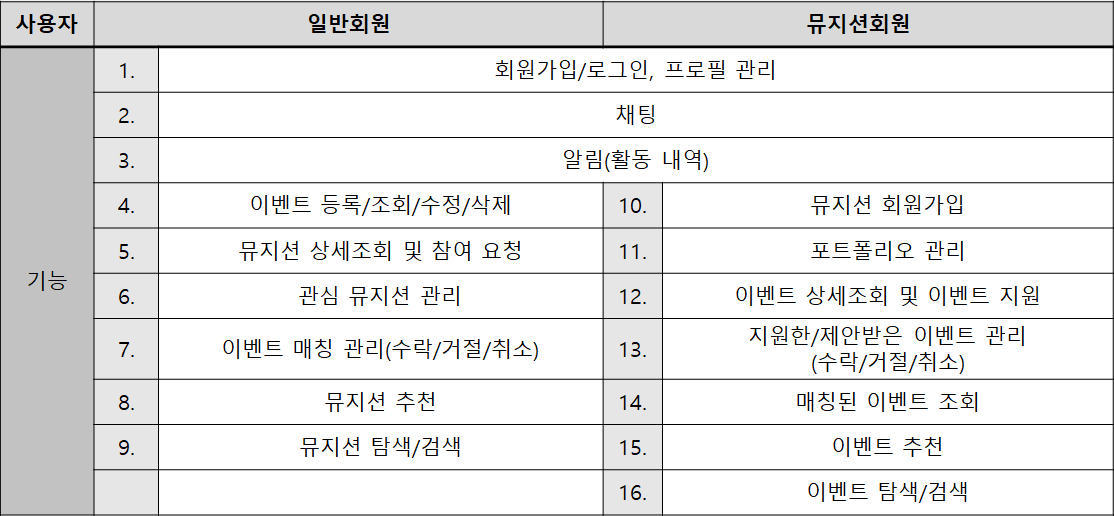 사용자 일반회원 뮤지션회원
기능
1. 회원가입/로그인, 프로필 관리
2. 채팅
3. 알림(활동 내역)
4. 이벤트 등록/조회/수정/삭제 10. 뮤지션 회원가입
5. 뮤지션 상세조회 및 참여 요청 11. 포트폴리오 관리
6. 관심 뮤지션 관리 12. 이벤트 상세조회 및 이벤트 지원
7. 이벤트 매칭 관리(수락/거절/취소) 13. 지원한/제안받은 이벤트 관리
(수락/거절/취소)
8. 뮤지션 추천 14. 매칭된 이벤트 조회
9. 뮤지션 탐색/검색 15. 이벤트 추천
16. 이벤트 탐색/검색